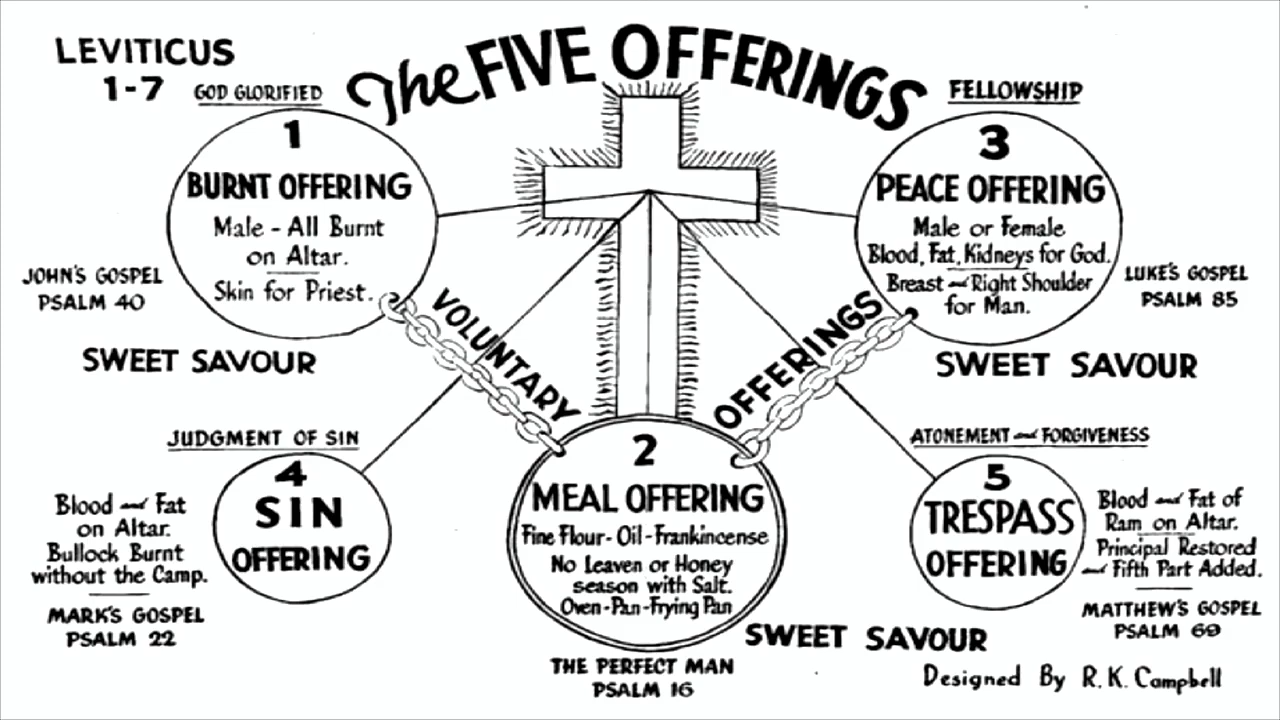 LEVITICUS
1-7
The FIVE OFFERINGS
GOD GLORIFIED
1
BURNT OFFERING
Male - All Burnt
on Altar.
Skin for Priest.
JOHN'S GOSPEL
PSALM 40
SWEET SAVOUR
FELLOWSHIP
3
PEACE OFFERING
Male or Female
Blood, Fat, Kidneys for God.
Breast and Right Shoulder
for Man.
LUKE'S GOSPEL
PSALM 85
SWEET SAVOUR
VOLUNTARY
OFFERINGS
JUDGMENT OF SIN
4
SIN
OFFERING
Blood and Fat
on Altar.
Bullock Burnt
without the Camp.
MARK'S GOSPEL
PSALM 22
2
MEAL OFFERING
Fine Flour - Oil - Frankincense
No Leaven or Honey
season with Salt.
Oven - Pan - Frying Pan
SWEET SAVOUR
THE PERFECT MAN
PSALM 16
ATONEMENT and FORGIVENESS
5
TRESPASS
OFFERING
Blood and Fat of
Ram on Altar.
Principal Restored
and Fifth Part Added.
MATTHEW'S GOSPEL
PSALM 69
Designed By R. K. Campbell